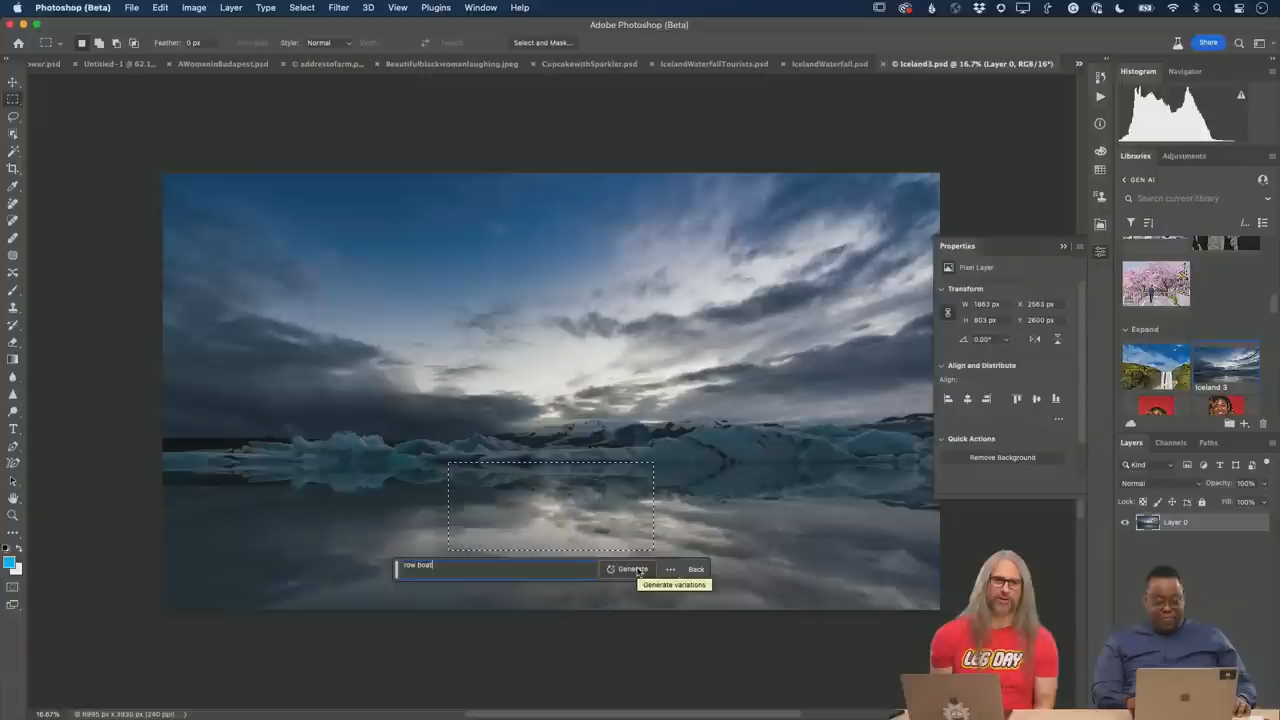 Photoshop (Beta) File Edit Image Layer Type Select Filter 3D View Plugins Window Help
Adobe Photoshop (Beta)
Feather: 0 px Style: Normal Select and Mask... Share
ower.psd Untitled-1 @ 62.1... AWomaninBudapest.psd © addrestofarm.p... Beautifulblackwomanlaughing.jpeg CupcakewithSparkler.psd IcelandWaterfallTourists.psd IcelandWaterfall.psd © Iceland3.psd @ 16.7% (Layer 0, RGB/16*)
Histogram Navigator
Libraries Adjustments
GEN AI
Search current library
Expand
Iceland 3
Properties
Pixel Layer
Transform
W 1863 px X 2563 px
H 803 px Y 2600 px
0.00°
Align and Distribute
Align:
Quick Actions
Remove Background
Layers Channels Paths
Kind
Normal Opacity: 100%
Lock: Fill: 100%
Layer 0
row boat
Generate
Back
Generate variations
LEG DAY
16.67%